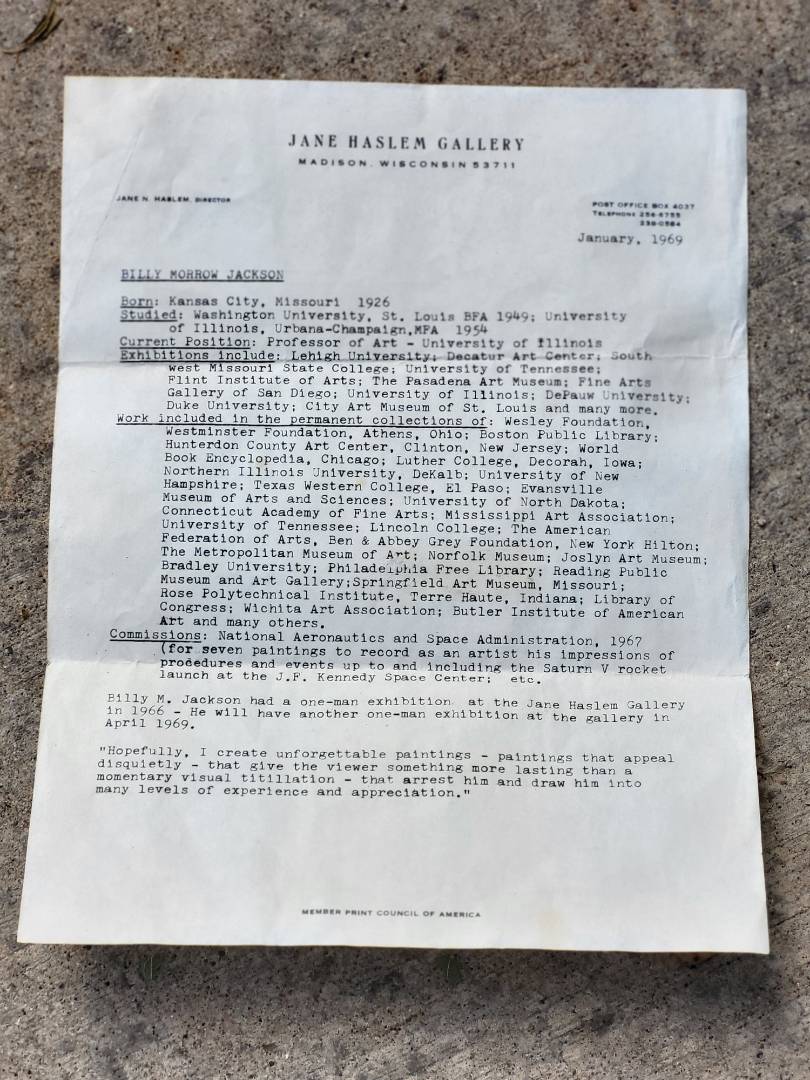 JANE HASLEM GALLERY
MADISON, WISCONSIN 53711
JANE N. HASLEM, DIRECTOR
POST OFFICE BOX 4037
TELEPHONE 256-6755
238-0584
January, 1969
BILLY MORROW JACKSON
Born: Kansas City, Missouri 1926
Studied: Washington University, St. Louis BFA 1949; University
of Illinois, Urbana-Champaign,MFA 1954
Current Position: Professor of Art - University of Illinois
Exhibitions include: Lehigh University; Decatur Art Center; South
west Missouri State College; University of Tennessee;
Flint Institute of Arts; The Pasadena Art Museum; Fine Arts
Gallery of San Diego; University of Illinois; DePauw University;
Duke University; City Art Museum of St. Louis and many more.
Work included in the permanent collections of: Wesley Foundation,
Westminster Foundation, Athens, Ohio; Boston Public Library;
Hunterdon County Art Center, Clinton, New Jersey; World
Book Encyclopedia, Chicago; Luther College, Decorah, Iowa;
Northern Illinois University, DeKalb; University of New
Hampshire; Texas Western College, El Paso; Evansville
Museum of Arts and Sciences; University of North Dakota;
Connecticut Academy of Fine Arts; Mississippi Art Association;
University of Tennessee; Lincoln College; The American
Federation of Arts, Ben & Abbey Grey Foundation, New York Hilton;
The Metropolitan Museum of Art; Norfolk Museum; Joslyn Art Museum;
Bradley University; Philadelphia Free Library; Reading Public
Museum and Art Gallery;Springfield Art Museum, Missouri;
Rose Polytechnical Institute, Terre Haute, Indiana; Library of
Congress; Wichita Art Association; Butler Institute of American
Art and many others.
Commissions: National Aeronautics and Space Administration, 1967
(for seven paintings to record as an artist his impressions of
procedures and events up to and including the Saturn V rocket
launch at the J.F. Kennedy Space Center; etc.
Billy M. Jackson had a one-man exhibition at the Jane Haslem Gallery
in 1966 - He will have another one-man exhibition at the gallery in
April 1969.
"Hopefully, I create unforgettable paintings - paintings that appeal
disquietly - that give the viewer something more lasting than a
momentary visual titillation - that arrest him and draw him into
many levels of experience and appreciation."
MEMBER PRINT COUNCIL OF AMERICA